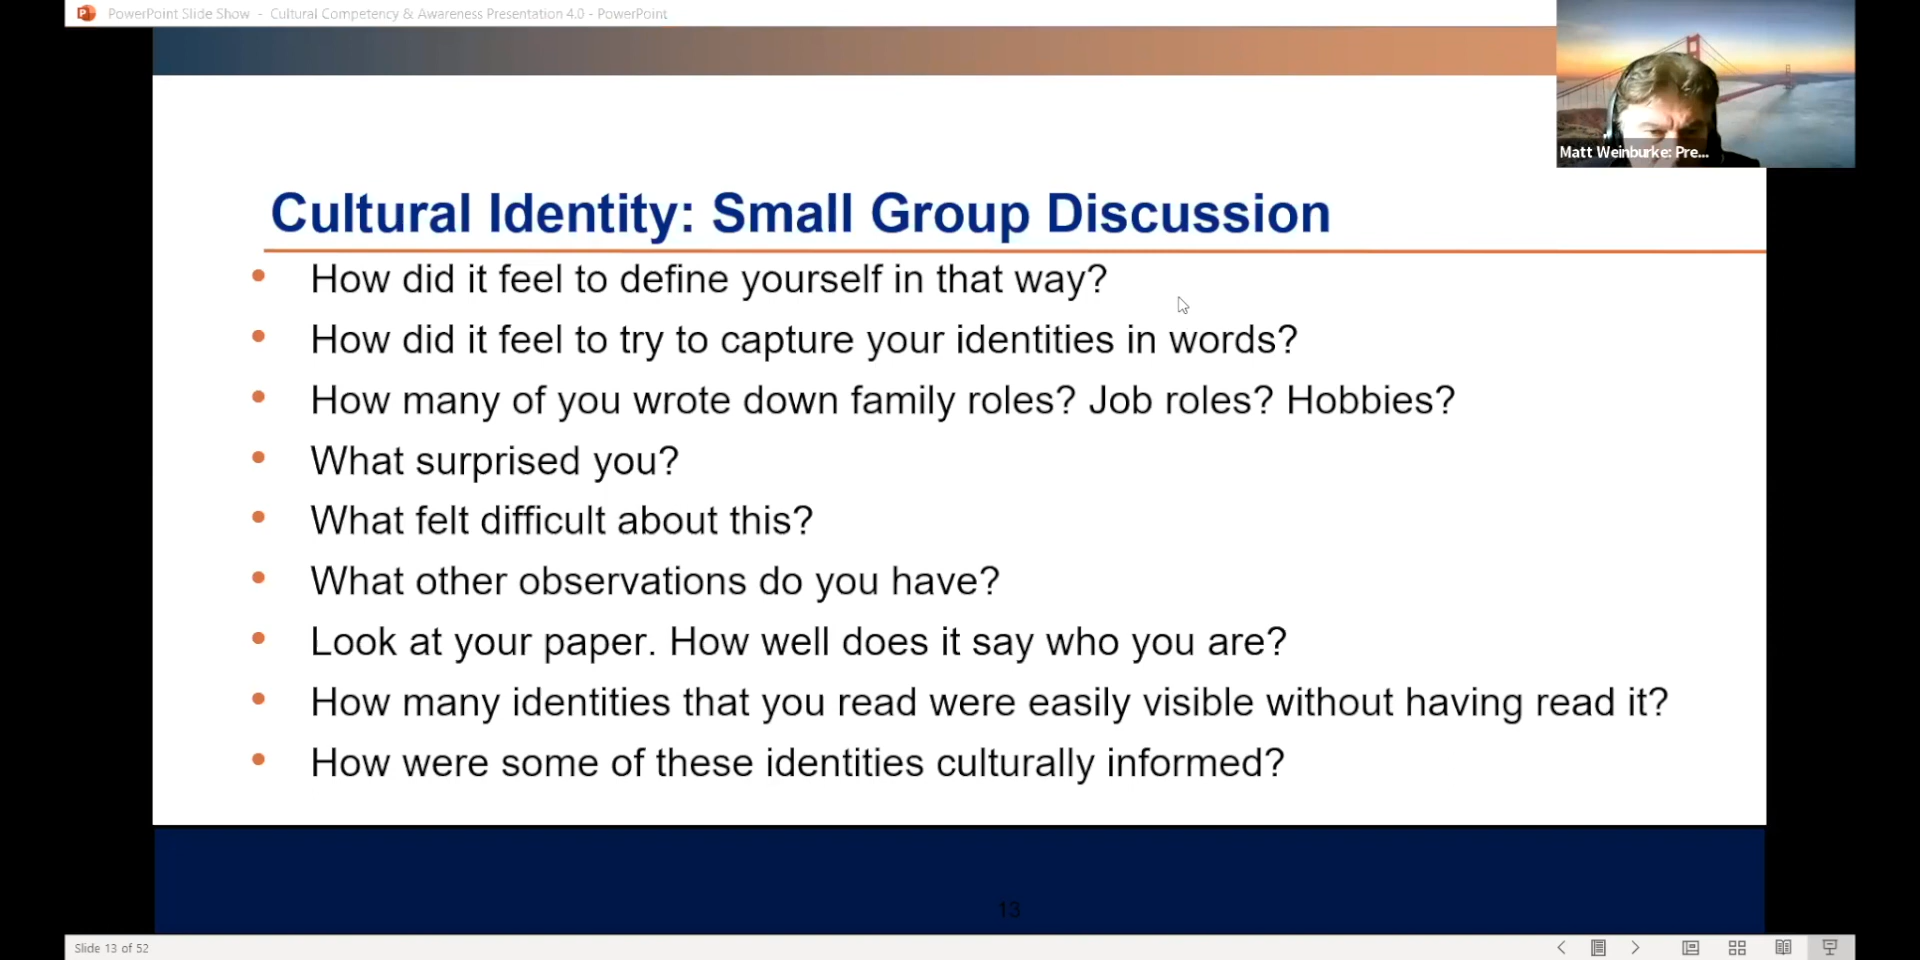 PowerPoint Slide Show - Cultural Competency & Awareness Presentation 4.0 - PowerPoint
Matt Weinburke: Pre...
Cultural Identity: Small Group Discussion
• How did it feel to define yourself in that way?
• How did it feel to try to capture your identities in words?
• How many of you wrote down family roles? Job roles? Hobbies?
• What surprised you?
• What felt difficult about this?
• What other observations do you have?
• Look at your paper. How well does it say who you are?
• How many identities that you read were easily visible without having read it?
• How were some of these identities culturally informed?
13
Slide 13 of 52